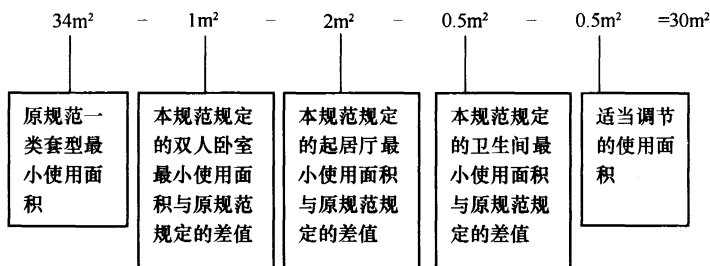 34m² － 1m² － 2m² － 0.5m² － 0.5m² =30m²
原规范一
类套型最
小使用面
积
本规范规定
的双人卧室
最小使用面
积与原规范
规定的差值
本规范规定
的起居厅最
小使用面积
与原规范规
定的差值
本规范规定
的卫生间最
小使用面积
与原规范规
定的差值
适当调节
的使用面
积